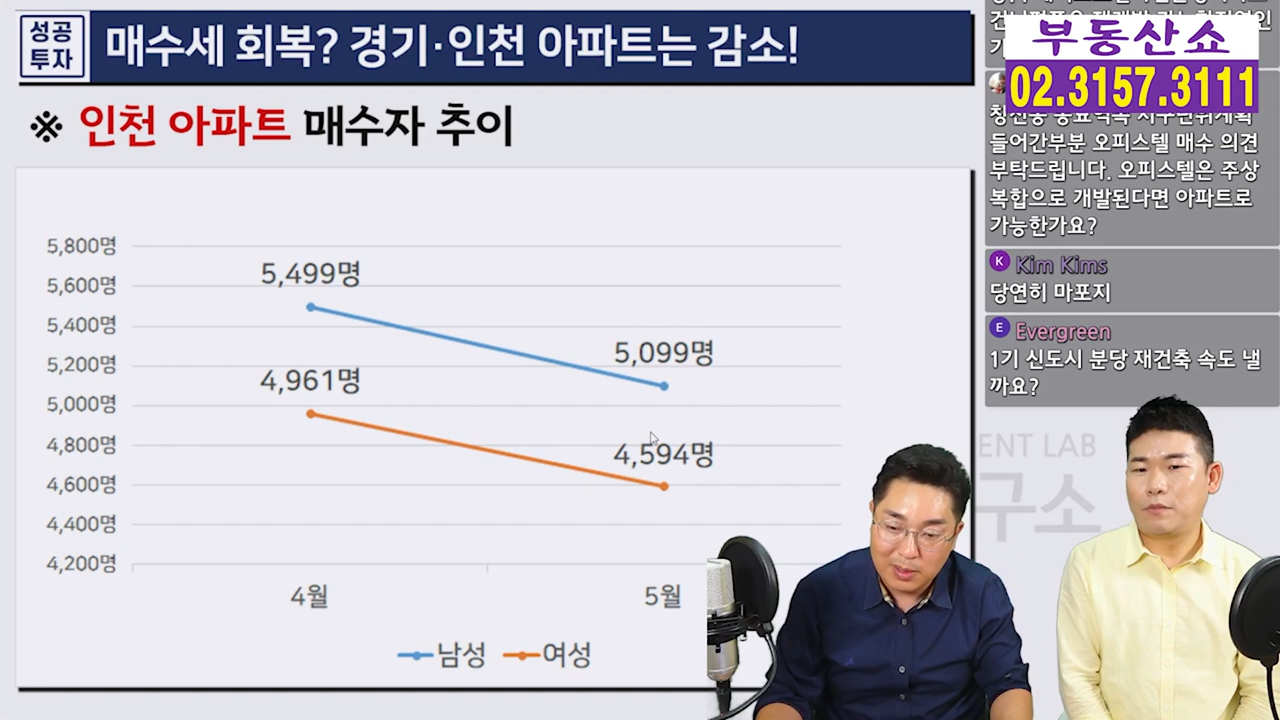 성공
투자
매수세 회복? 경기·인천 아파트는 감소!
※ 인천 아파트 매수자 추이
5,800명
5,600명
5,400명
5,200명
5,000명
4,800명
4,600명
4,400명
4,200명
5,499명
5,099명
4,961명
4,594명
4월
5월
남성
여성
부동산쇼
02.3157.3111
들어간부분 오피스텔 매수 의견
부탁드립니다. 오피스텔은 주상
복합으로 개발된다면 아파트로
가능한가요?
K Kim Kims
당연히 마포지
E Evergreen
1기 신도시 분당 재건축 속도 낼
까요?
ENT LAB
구소